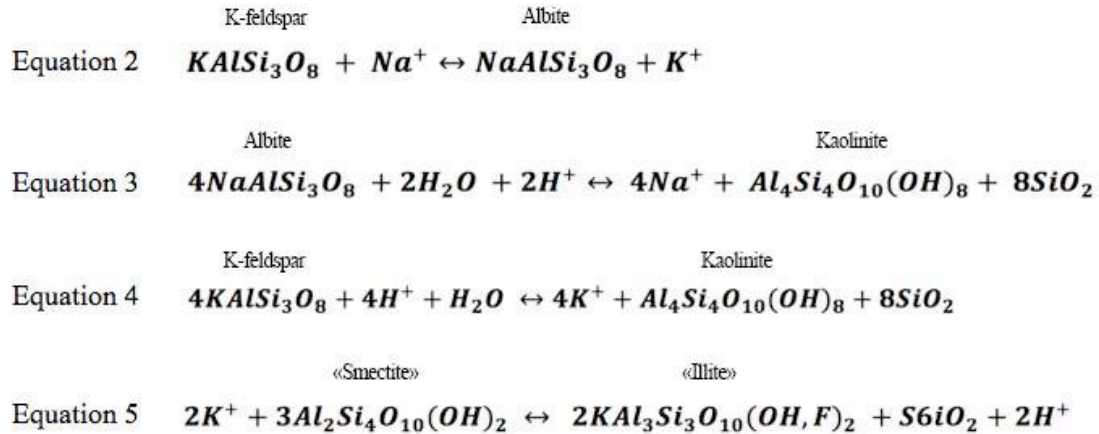 K-feldspar Albite
Equation 2 KAlSi₃O₈ + Na⁺ ↔ NaAlSi₃O₈ + K⁺
Albite Kaolinite
Equation 3 4NaAlSi₃O₈ + 2H₂O + 2H⁺ ↔ 4Na⁺ + Al₄Si₄O₁₀(OH)₈ + 8SiO₂
K-feldspar Kaolinite
Equation 4 4KAlSi₃O₈ + 4H⁺ + H₂O ↔ 4K⁺ + Al₄Si₄O₁₀(OH)₈ + 8SiO₂
«Smectite» «Illite»
Equation 5 2K⁺ + 3Al₂Si₄O₁₀(OH)₂ ↔ 2KAl₃Si₃O₁₀(OH, F)₂ + S6iO₂ + 2H⁺